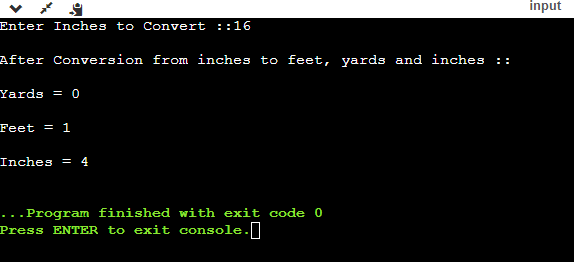 input
Enter Inches to Convert ::16
After Conversion from inches to feet, yards and inches ::
Yards = 0
Feet = 1
Inches = 4
...Program finished with exit code 0
Press ENTER to exit console.